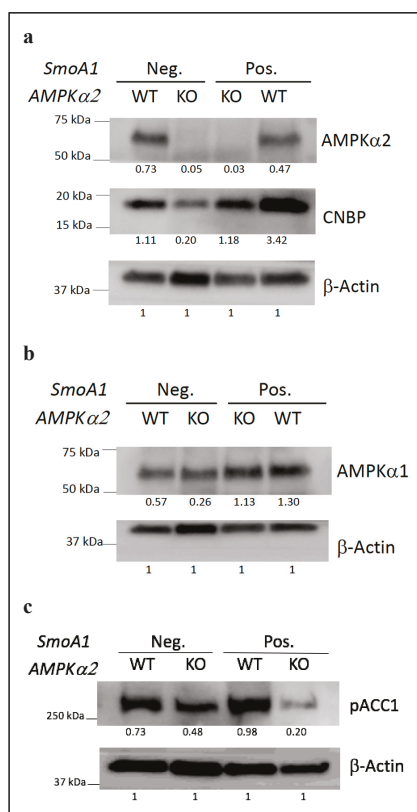 a
SmoA1 Neg. Pos.
AMPKα2 WT KO KO WT
75 kDa
AMPKα2
50 kDa
0.73 0.05 0.03 0.47
20 kDa
CNBP
15 kDa
1.11 0.20 1.18 3.42
37 kDa β-Actin
1 1 1 1
b
SmoA1 Neg. Pos.
AMPKα2 WT KO KO WT
75 kDa
AMPKα1
50 kDa
0.57 0.26 1.13 1.30
37 kDa β-Actin
1 1 1 1
c
SmoA1 Neg. Pos.
AMPKα2 WT KO WT KO
pACC1
250 kDa
0.73 0.48 0.98 0.20
β-Actin
37 kDa
1 1 1 1